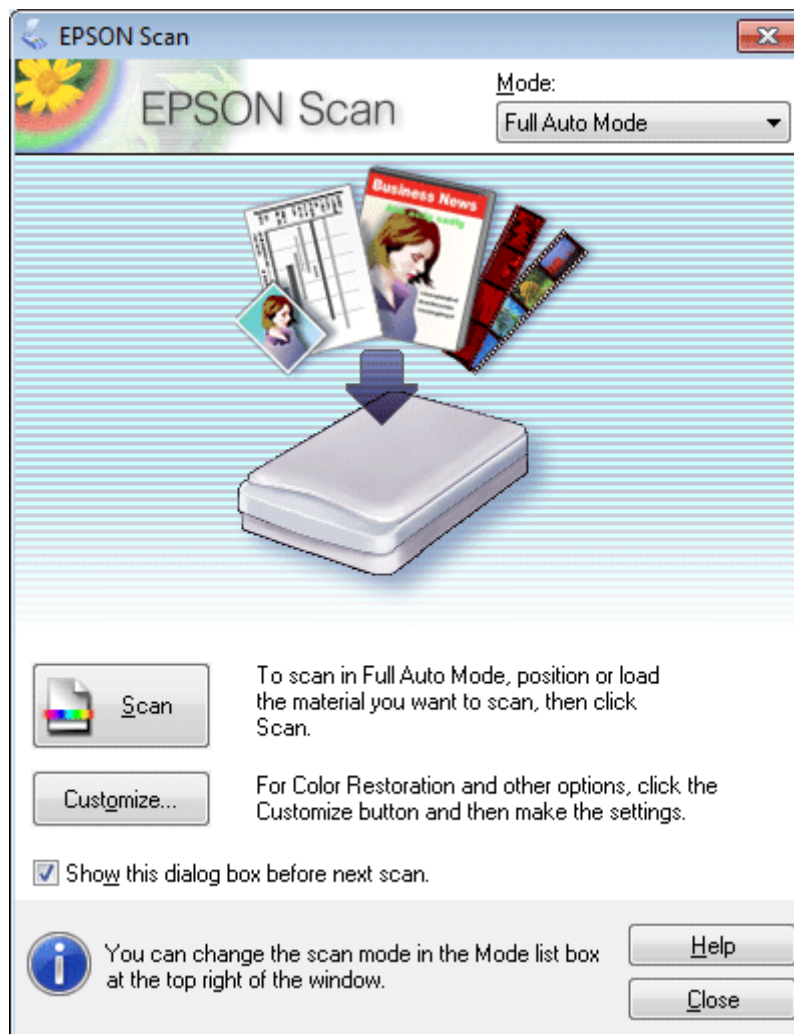 EPSON Scan
EPSON Scan
Mode:
Full Auto Mode
Business News
Scan
To scan in Full Auto Mode, position or load
the material you want to scan, then click
Scan.
Customize...
For Color Restoration and other options, click the
Customize button and then make the settings.
Show this dialog box before next scan.
You can change the scan mode in the Mode list box
at the top right of the window.
Help
Close